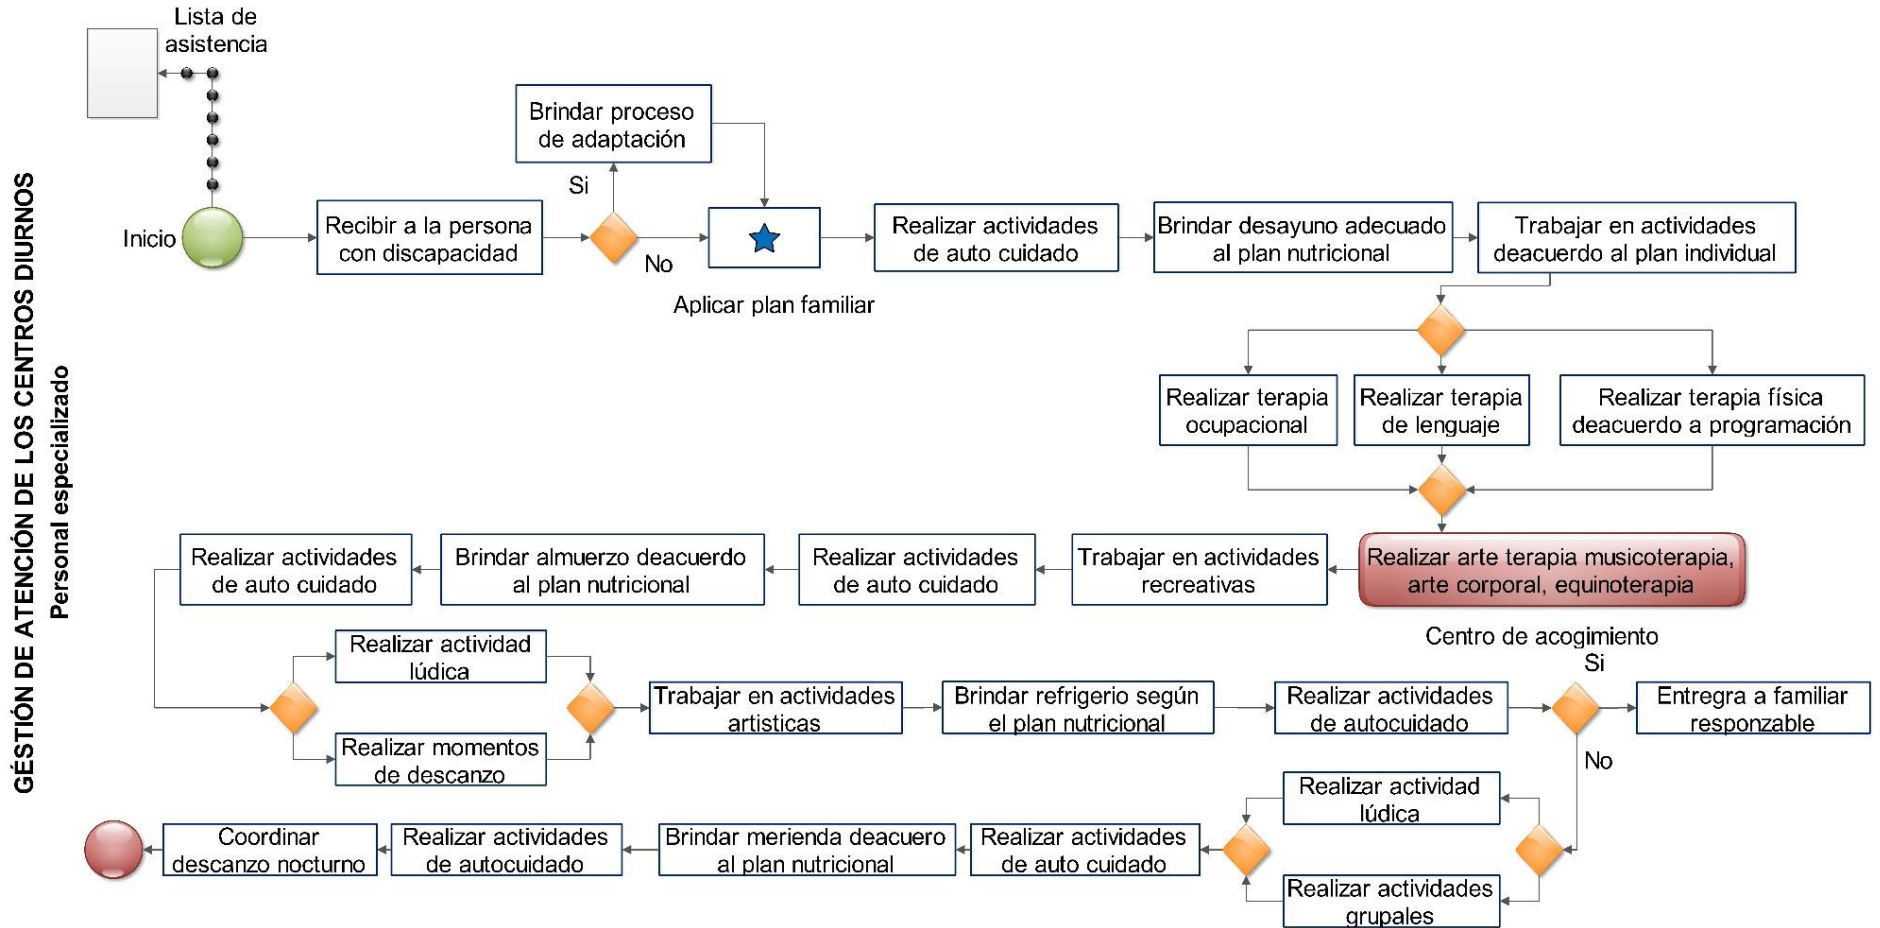 GÉSTIÓN DE ATENCIÓN DE LOS CENTROS DIURNOS
Personal especializado
Lista de
asistencia
Inicio
Recibir a la persona
con discapacidad
Si
No
Brindar proceso
de adaptación
Aplicar plan familiar
Realizar actividades
de auto cuidado
Brindar desayuno adecuado
al plan nutricional
Trabajar en actividades
deacuerdo al plan individual
Realizar terapia
ocupacional
Realizar terapia
de lenguaje
Realizar terapia física
deacuerdo a programación
Realizar arte terapia musicoterapia,
arte corporal, equinoterapia
Trabajar en actividades
recreativas
Realizar actividades
de auto cuidado
Brindar almuerzo deacuerdo
al plan nutricional
Realizar actividades
de auto cuidado
Realizar actividad
lúdica
Realizar momentos
de descanzo
Trabajar en actividades
artisticas
Brindar refrigerio según
el plan nutricional
Realizar actividades
de autocuidado
Centro de acogimiento
Si
No
Entregra a familiar
responzable
Realizar actividad
lúdica
Realizar actividades
grupales
Realizar actividades
de auto cuidado
Brindar merienda deacuero
al plan nutricional
Realizar actividades
de autocuidado
Coordinar
descanzo nocturno